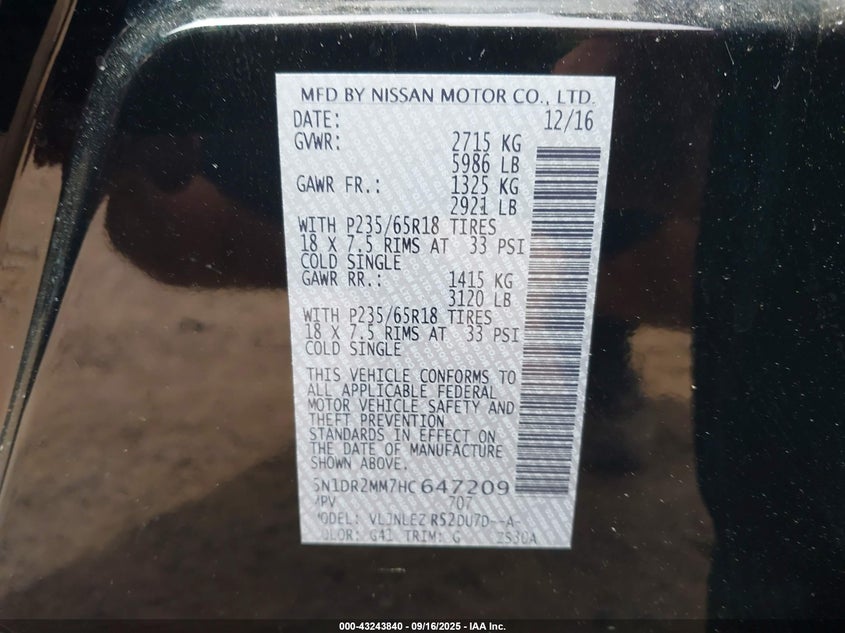 MFD BY NISSAN MOTOR CO., LTD.
DATE: 12/16
GVWR: 2715 KG
5986 LB
GAWR FR.: 1325 KG
2921 LB
WITH P235/65R18 TIRES
18 X 7.5 RIMS AT 33 PSI
COLD SINGLE
GAWR RR.: 1415 KG
3120 LB
WITH P235/65R18 TIRES
18 X 7.5 RIMS AT 33 PSI
COLD SINGLE
THIS VEHICLE CONFORMS TO
ALL APPLICABLE FEDERAL
MOTOR VEHICLE SAFETY AND
THEFT PREVENTION
STANDARDS IN EFFECT ON
THE DATE OF MANUFACTURE
SHOWN ABOVE.
5N1DR2MM7HC647209
MPV 707
MODEL: R52DU7D--A-
COLOR: G41 TRIM: G
000-43243840 - 09/16/2025 - IAA Inc.